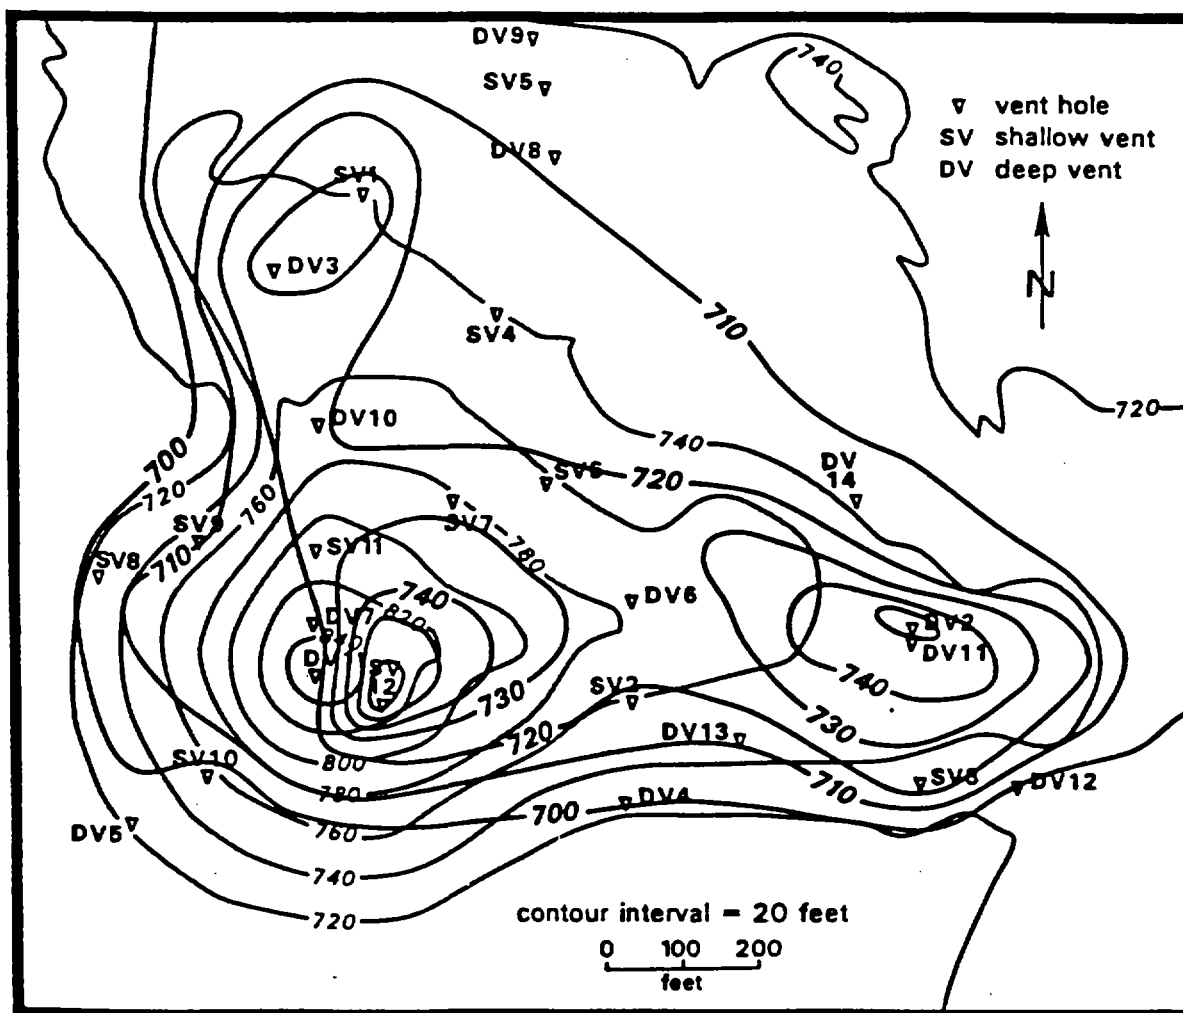 DV9
SV5
DV8
740
vent hole
SV shallow vent
DV deep vent
N
SV1
DV3
SV4
710
720
DV10
740
700
720
760
720
DV
14
SV7
780
SV9
SV8
710
SV11
740
820
DV6
DV2
DV11
740
SV
12
730
SV2
720
730
DV13
800
SV10
780
710
DV12
700
DV4
760
DV5
740
720
contour interval = 20 feet
0 100 200
feet